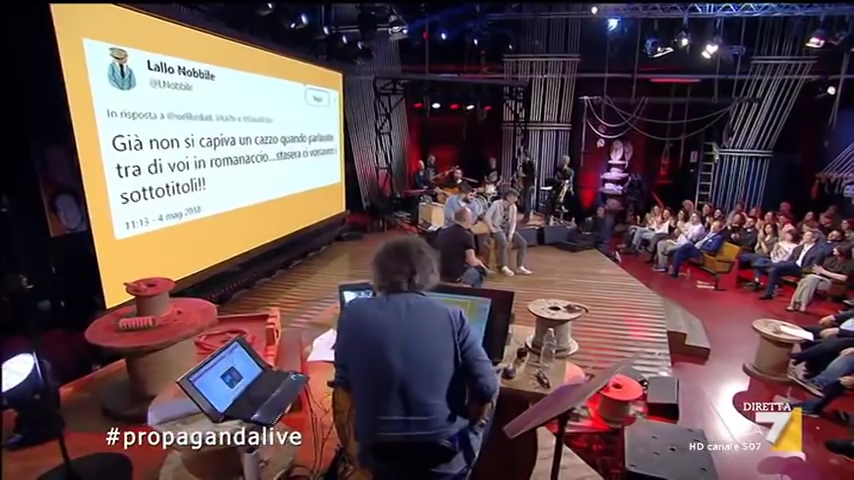 Lallo Nobbile
@LNobbile
In risposta a
Già non si capiva un cazzo quando parlavate
tra di voi in romanaccio...stasera ci vorranno i
sottotitoli!!
11:13 - 4 mag 2018
#propagandalive
DIRETTA
7
HD canale 507